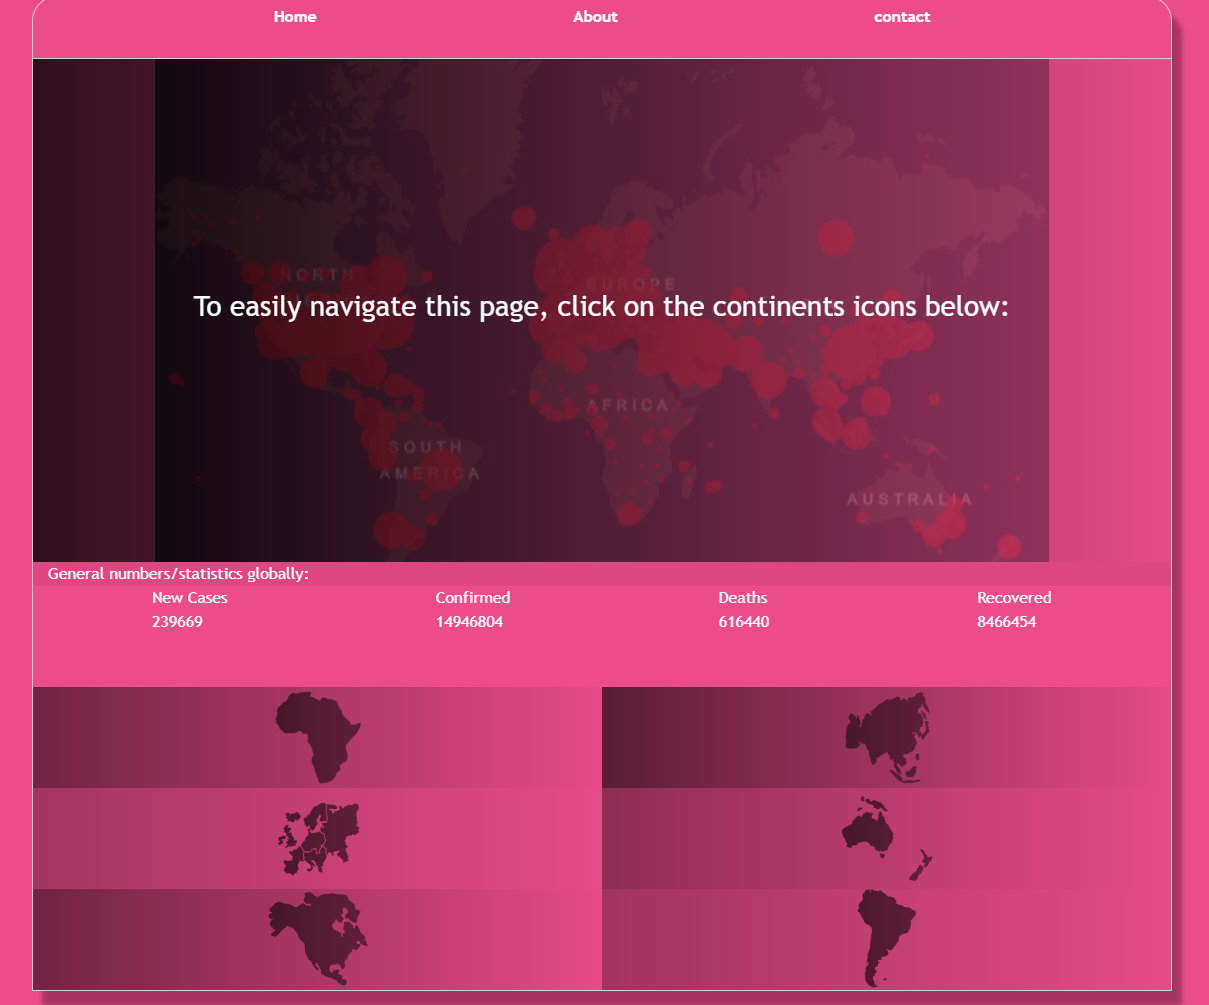 Home About contact
NORTH
EUROPE
To easily navigate this page, click on the continents icons below:
AFRICA
SOUTH
AMERICA
AUSTRALIA
General numbers/statistics globally:
New Cases Confirmed Deaths Recovered
239669 14946804 616440 8466454